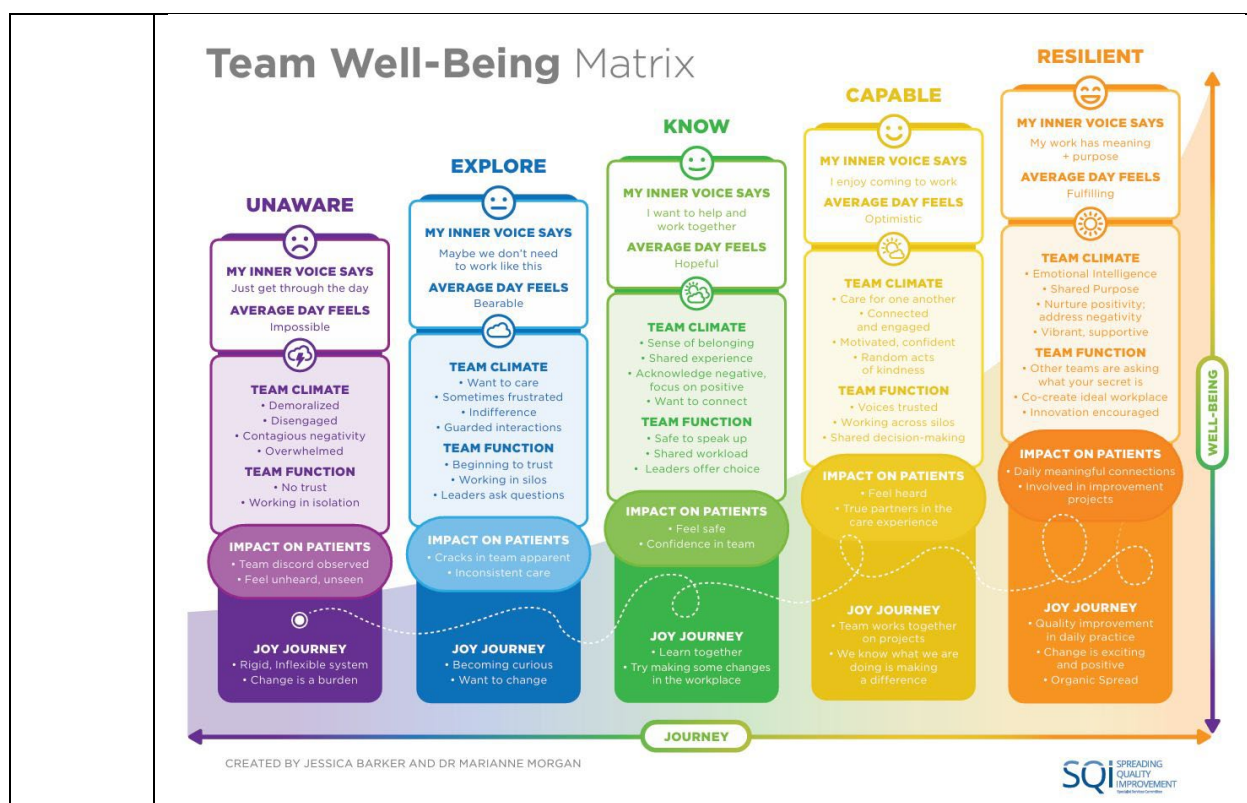 Team Well-Being Matrix
UNAWARE
MY INNER VOICE SAYS
Just get through the day
AVERAGE DAY FEELS
Impossible
TEAM CLIMATE
• Demoralized
• Disengaged
• Contagious negativity
• Overwhelmed
TEAM FUNCTION
• No trust
• Working in isolation
IMPACT ON PATIENTS
• Team discord observed
• Feel unheard, unseen
JOY JOURNEY
• Rigid, Inflexible system
• Change is a burden
EXPLORE
MY INNER VOICE SAYS
Maybe we don't need
to work like this
AVERAGE DAY FEELS
Bearable
TEAM CLIMATE
• Want to care
• Sometimes frustrated
• Indifference
• Guarded interactions
TEAM FUNCTION
• Beginning to trust
• Working in silos
• Leaders ask questions
IMPACT ON PATIENTS
• Cracks in team apparent
• Inconsistent care
JOY JOURNEY
• Becoming curious
• Want to change
KNOW
MY INNER VOICE SAYS
I want to help and
work together
AVERAGE DAY FEELS
Hopeful
TEAM CLIMATE
• Sense of belonging
• Shared experience
• Acknowledge negative,
focus on positive
• Want to connect
TEAM FUNCTION
• Safe to speak up
• Shared workload
• Leaders offer choice
IMPACT ON PATIENTS
• Feel safe
• Confidence in team
JOY JOURNEY
• Learn together
• Try making some changes
in the workplace
CAPABLE
MY INNER VOICE SAYS
I enjoy coming to work
AVERAGE DAY FEELS
Optimistic
TEAM CLIMATE
• Care for one another
• Connected
and engaged
• Motivated, confident
• Random acts
of kindness
TEAM FUNCTION
• Voices trusted
• Working across silos
• Shared decision-making
IMPACT ON PATIENTS
• Feel heard
• True partners in the
care experience
JOY JOURNEY
• Team works together
on projects
• We know what we are
doing is making
a difference
RESILIENT
MY INNER VOICE SAYS
My work has meaning
+ purpose
AVERAGE DAY FEELS
Fulfilling
TEAM CLIMATE
• Emotional Intelligence
• Shared Purpose
• Nurture positivity;
address negativity
• Vibrant, supportive
TEAM FUNCTION
• Other teams are asking
what your secret is
• Co-create ideal workplace
• Innovation encouraged
IMPACT ON PATIENTS
• Daily meaningful connections
• Involved in improvement
projects
JOY JOURNEY
• Quality improvement
in daily practice
• Change is exciting
and positive
• Organic Spread
WELL-BEING
JOURNEY
CREATED BY JESSICA BARKER AND DR MARIANNE MORGAN
SQI SPREADING
QUALITY
IMPROVEMENT
Specialist Services Committee